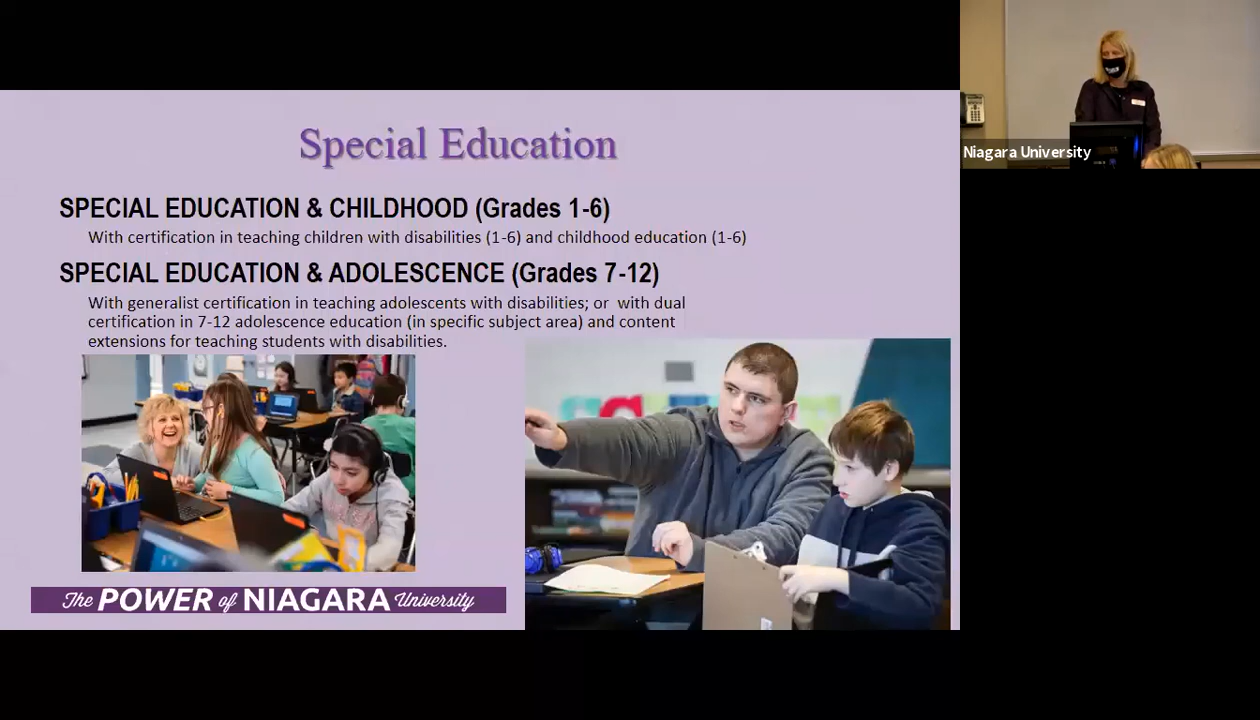 Special Education
SPECIAL EDUCATION & CHILDHOOD (Grades 1-6)
With certification in teaching children with disabilities (1-6) and childhood education (1-6)
SPECIAL EDUCATION & ADOLESCENCE (Grades 7-12)
With generalist certification in teaching adolescents with disabilities; or with dual
certification in 7-12 adolescence education (in specific subject area) and content
extensions for teaching students with disabilities.
The POWER of NIAGARA University
Niagara University